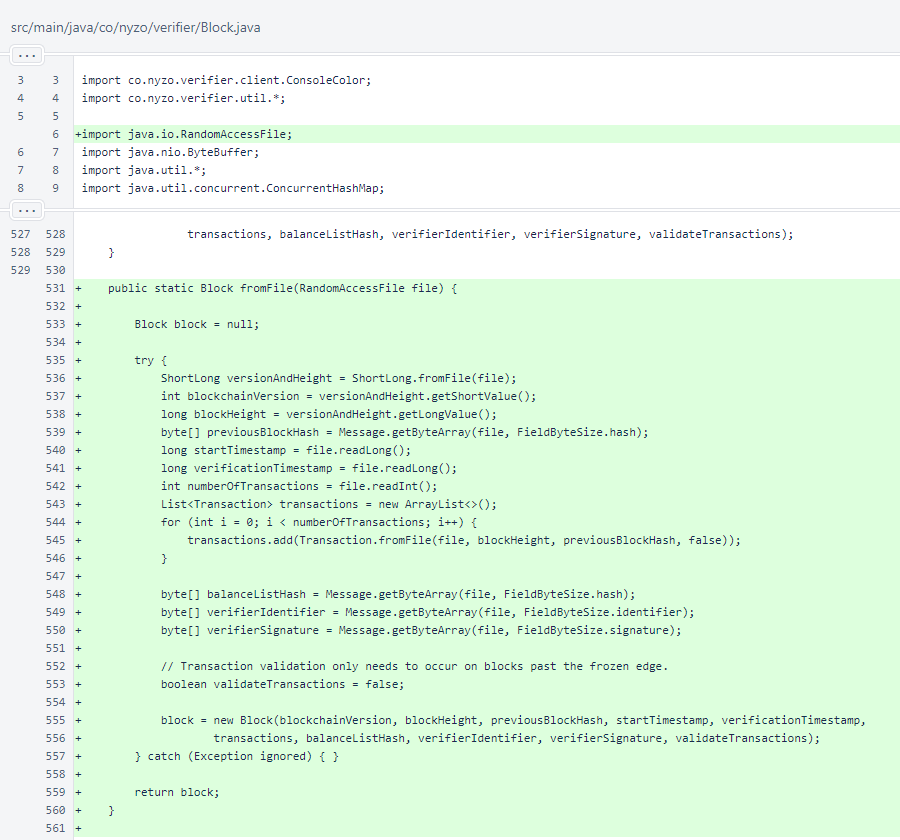 src/main/java/co/nyzo/verifier/Block.java
...
3 3 import co.nyzo.verifier.client.ConsoleColor;
4 4 import co.nyzo.verifier.util.*;
5 5
6 +import java.io.RandomAccessFile;
6 7 import java.nio.ByteBuffer;
7 8 import java.util.*;
8 9 import java.util.concurrent.ConcurrentHashMap;
...
527 528                 transactions, balanceListHash, verifierIdentifier, verifierSignature, validateTransactions);
528 529     }
529 530
531 +    public static Block fromFile(RandomAccessFile file) {
532 +
533 +        Block block = null;
534 +
535 +        try {
536 +            ShortLong versionAndHeight = ShortLong.fromFile(file);
537 +            int blockchainVersion = versionAndHeight.getShortValue();
538 +            long blockHeight = versionAndHeight.getLongValue();
539 +            byte[] previousBlockHash = Message.getByteArray(file, FieldByteSize.hash);
540 +            long startTimestamp = file.readLong();
541 +            long verificationTimestamp = file.readLong();
542 +            int numberOfTransactions = file.readInt();
543 +            List<Transaction> transactions = new ArrayList<>();
544 +            for (int i = 0; i < numberOfTransactions; i++) {
545 +                transactions.add(Transaction.fromFile(file, blockHeight, previousBlockHash, false));
546 +            }
547 +
548 +            byte[] balanceListHash = Message.getByteArray(file, FieldByteSize.hash);
549 +            byte[] verifierIdentifier = Message.getByteArray(file, FieldByteSize.identifier);
550 +            byte[] verifierSignature = Message.getByteArray(file, FieldByteSize.signature);
551 +
552 +            // Transaction validation only needs to occur on blocks past the frozen edge.
553 +            boolean validateTransactions = false;
554 +
555 +            block = new Block(blockchainVersion, blockHeight, previousBlockHash, startTimestamp, verificationTimestamp,
556 +                    transactions, balanceListHash, verifierIdentifier, verifierSignature, validateTransactions);
557 +        } catch (Exception ignored) { }
558 +
559 +        return block;
560 +    }
561 +